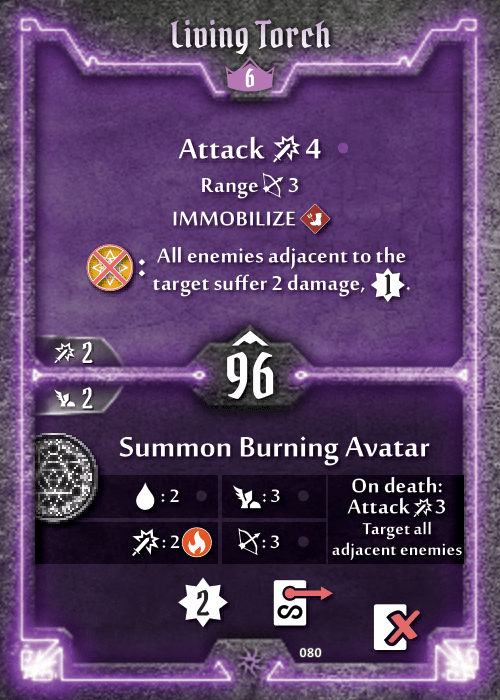 Living Torch
6
Attack 4
Range 3
IMMOBILIZE
: All enemies adjacent to the
target suffer 2 damage, 1.
2
96
2
Summon Burning Avatar
: 2 : 3 On death:
Attack 3
: 2 : 3 Target all
adjacent enemies
2
080